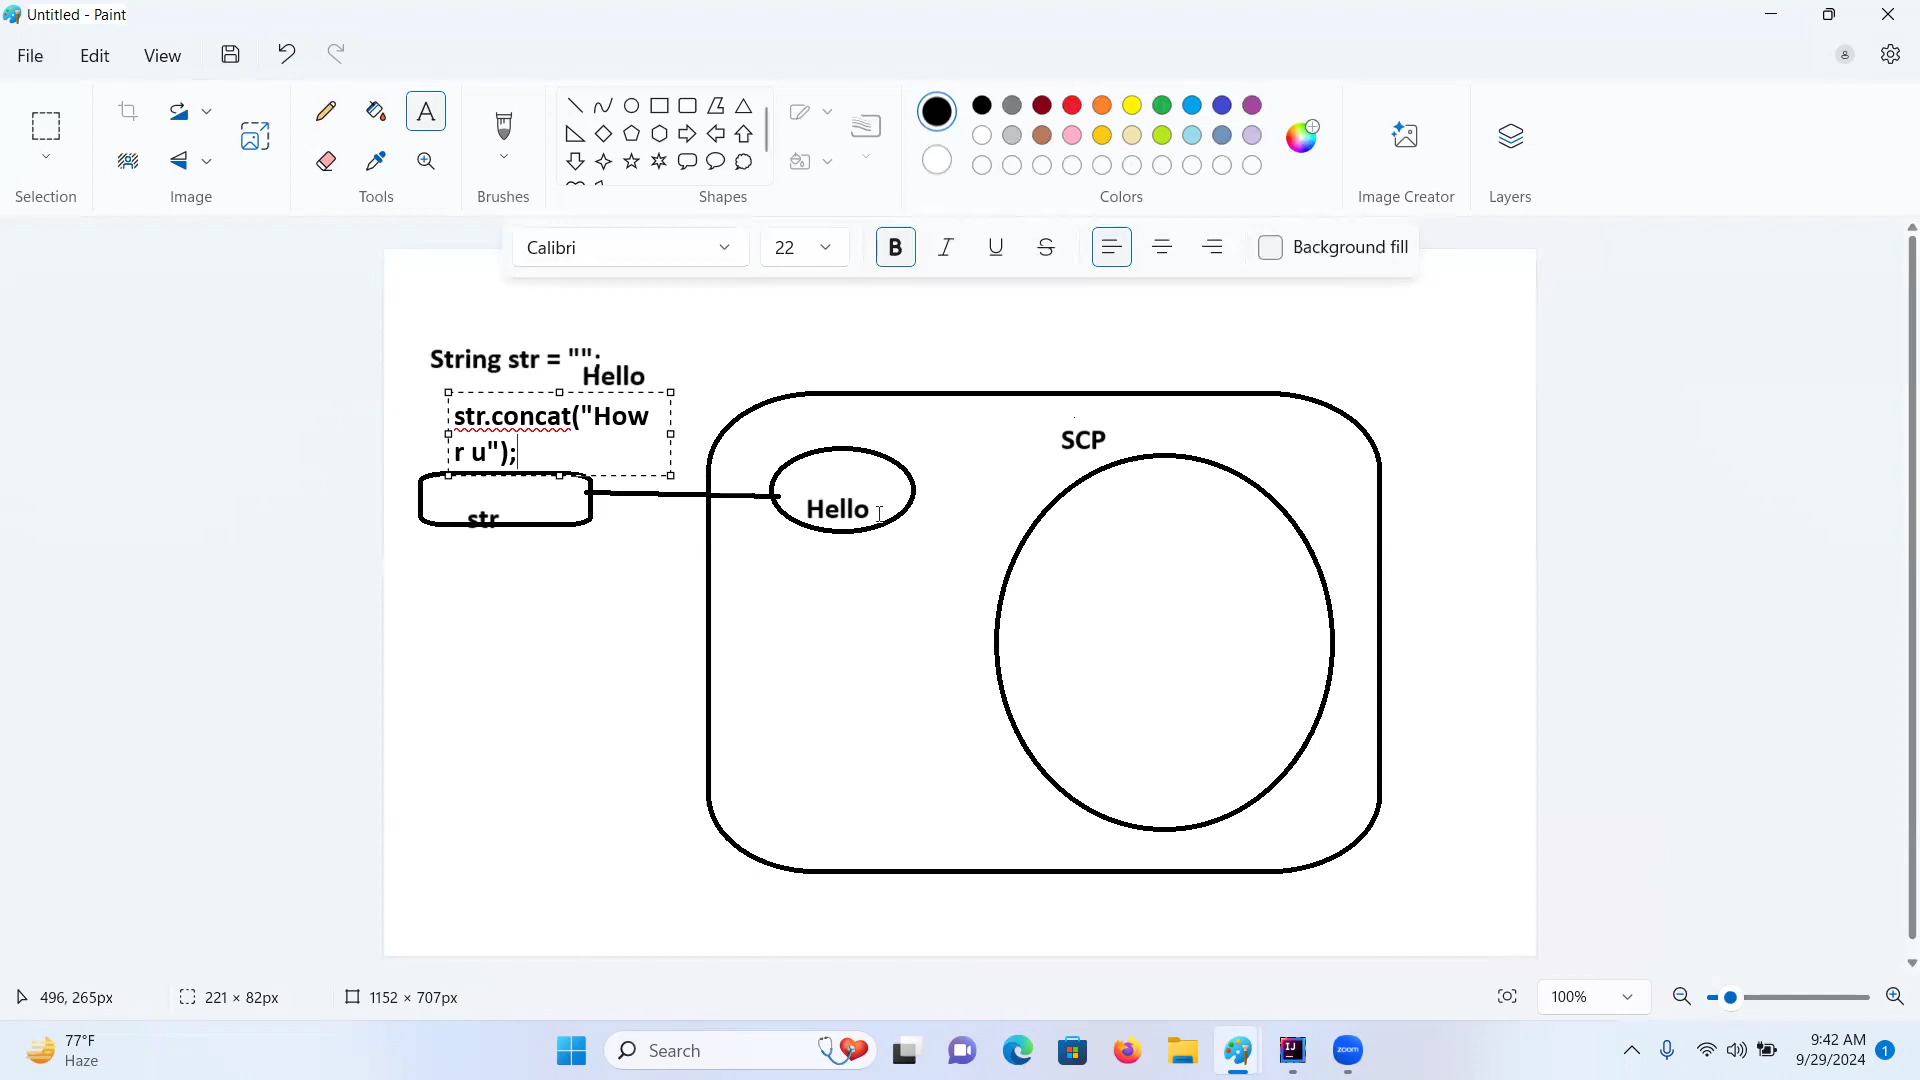 Untitled - Paint
File Edit View
Selection Image Tools Brushes Shapes Colors Image Creator Layers
Calibri 22 B I U S Background fill
String str = "";
Hello
str.concat("How
r u");
SCP
Hello
str
496, 265px 221 × 82px 1152 × 707px 100%
77°F
Haze
Search
zoom
9:42 AM
9/29/2024
1